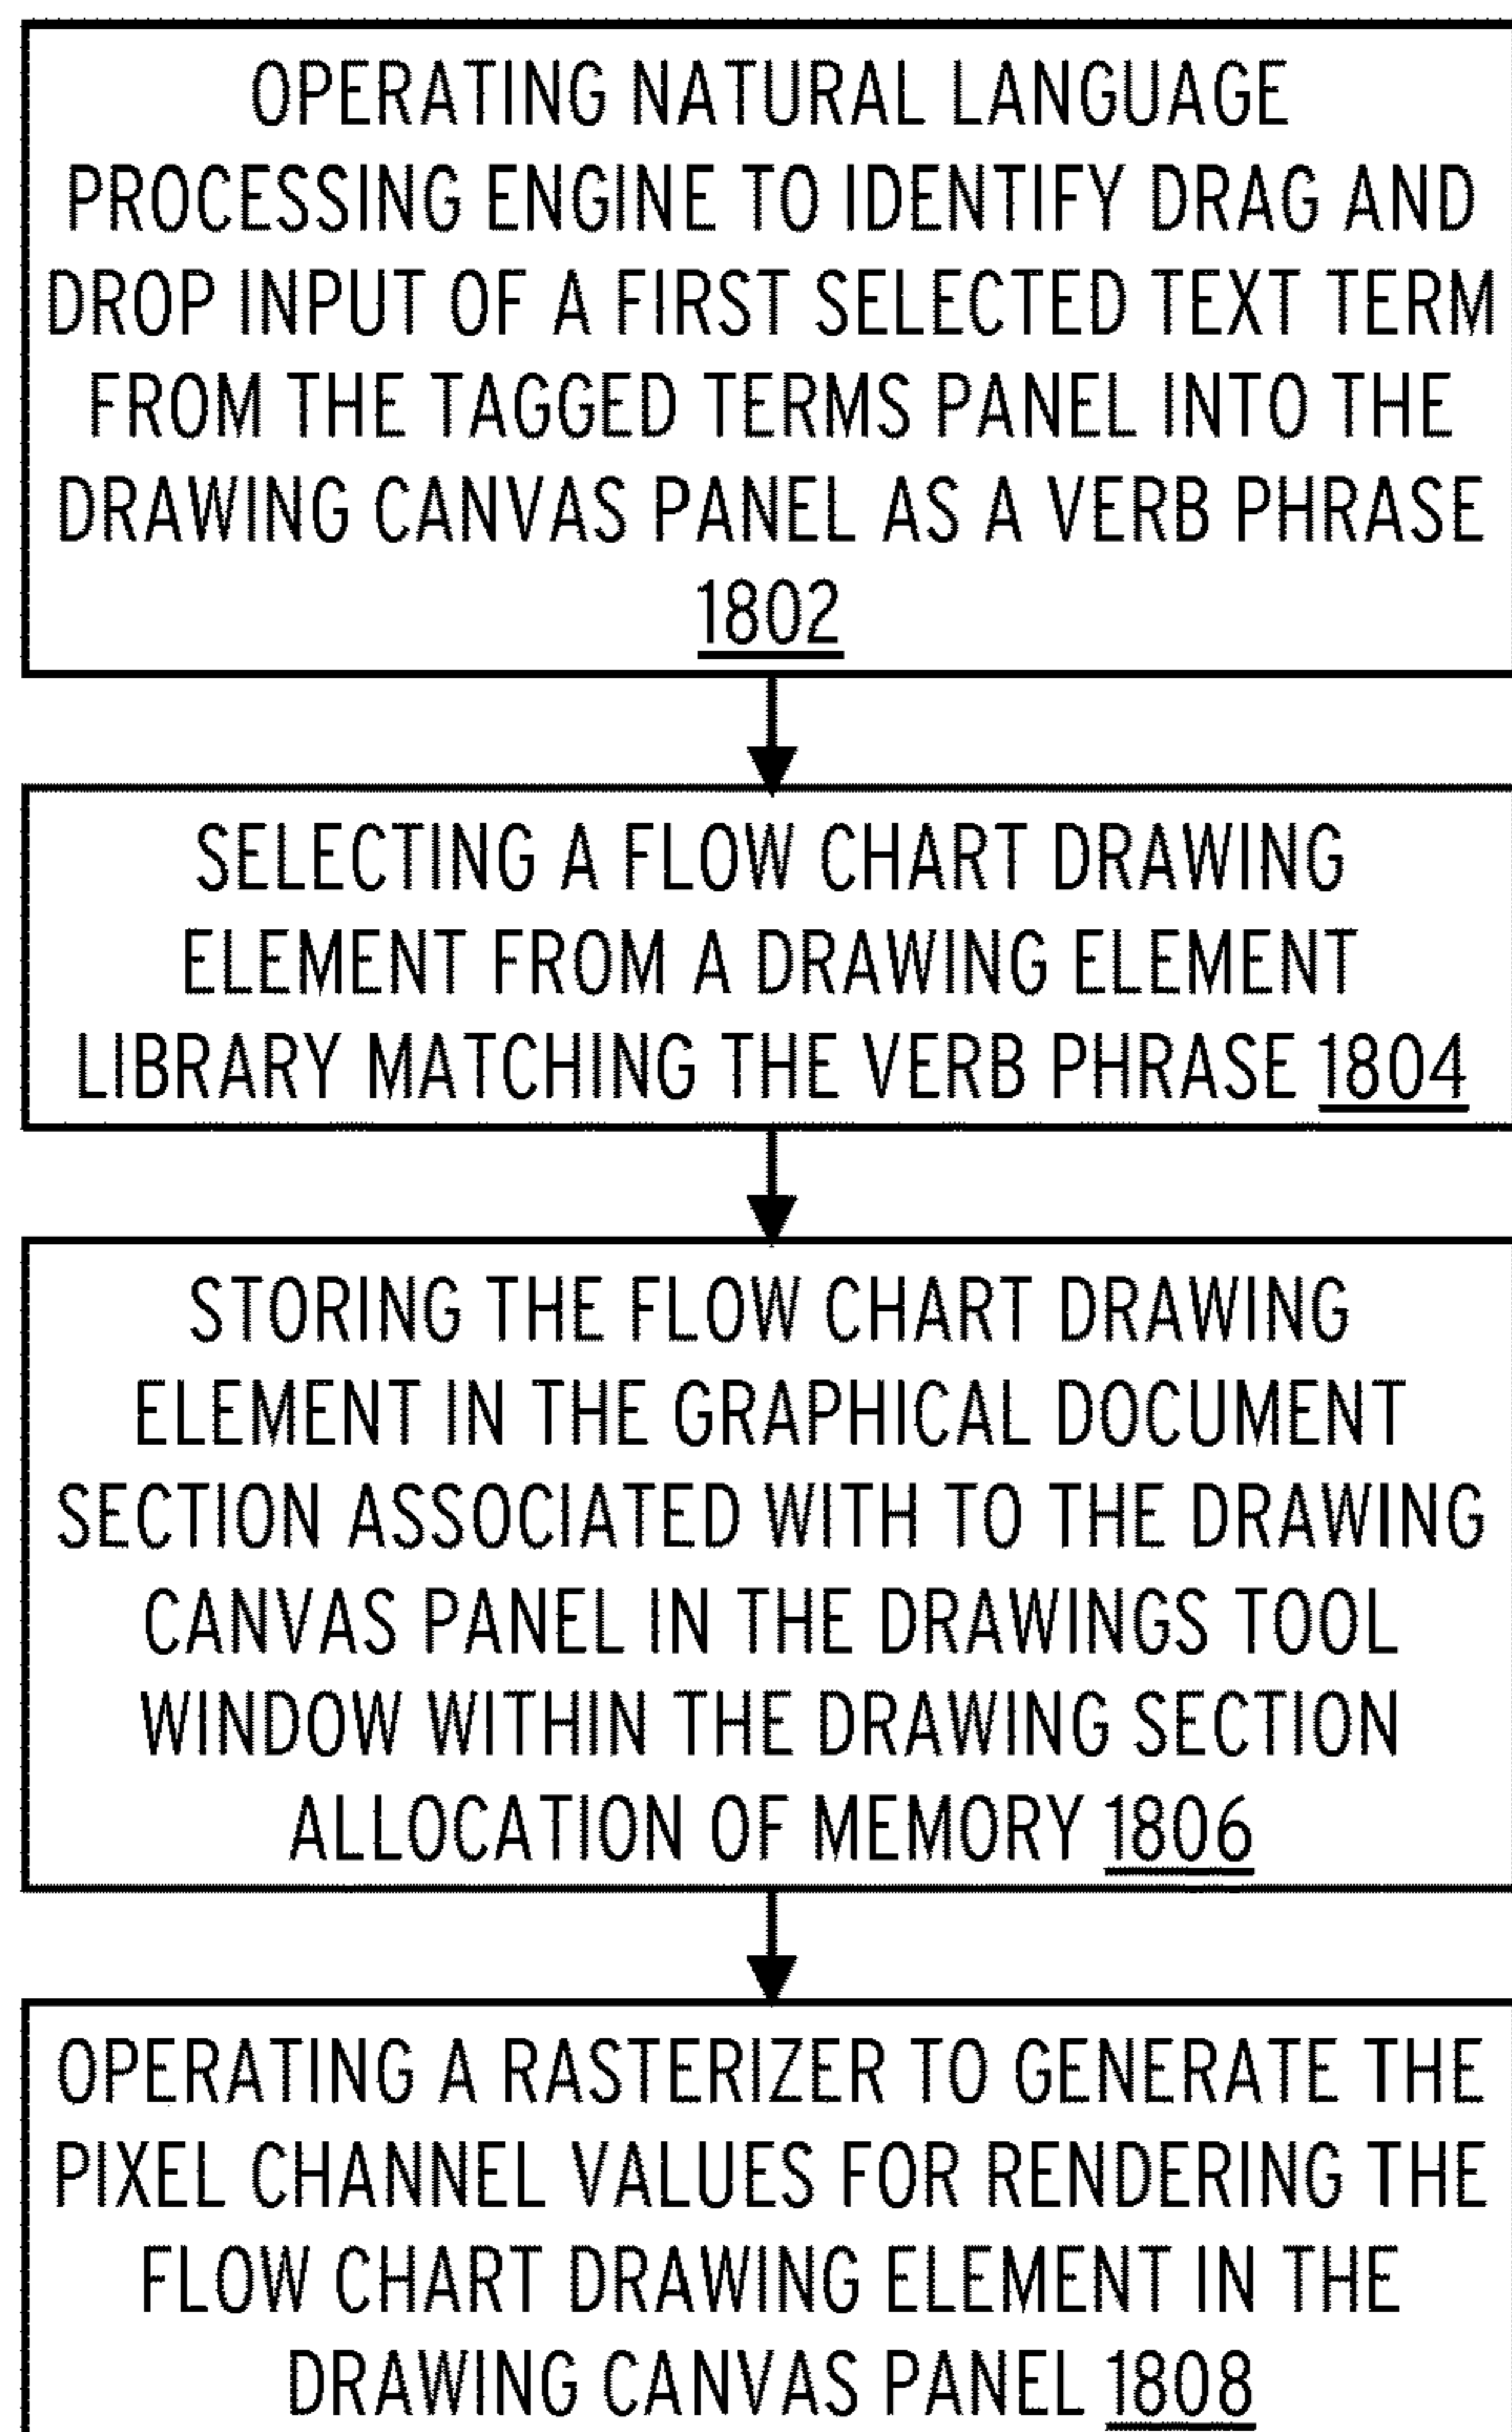 OPERATING NATURAL LANGUAGE
PROCESSING ENGINE TO IDENTIFY DRAG AND
DROP INPUT OF A FIRST SELECTED TEXT TERM
FROM THE TAGGED TERMS PANEL INTO THE
DRAWING CANVAS PANEL AS A VERB PHRASE
1802
SELECTING A FLOW CHART DRAWING
ELEMENT FROM A DRAWING ELEMENT
LIBRARY MATCHING THE VERB PHRASE 1804
STORING THE FLOW CHART DRAWING
ELEMENT IN THE GRAPHICAL DOCUMENT
SECTION ASSOCIATED WITH TO THE DRAWING
CANVAS PANEL IN THE DRAWINGS TOOL
WINDOW WITHIN THE DRAWING SECTION
ALLOCATION OF MEMORY 1806
OPERATING A RASTERIZER TO GENERATE THE
PIXEL CHANNEL VALUES FOR RENDERING THE
FLOW CHART DRAWING ELEMENT IN THE
DRAWING CANVAS PANEL 1808